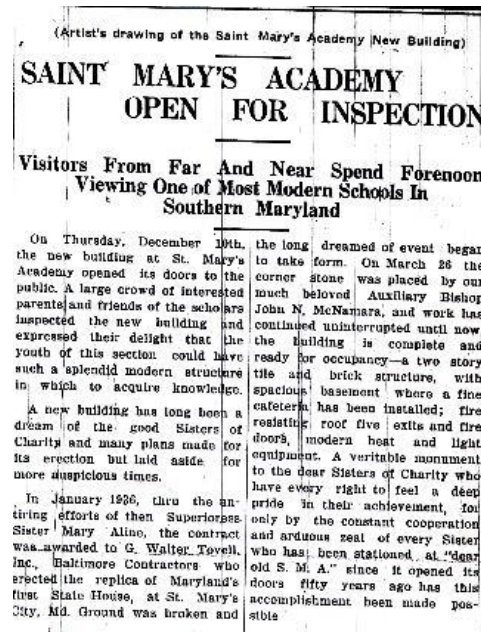 (Artist's drawing of the Saint Mary's Academy New Building)
SAINT MARY'S ACADEMY
OPEN FOR INSPECTION
Visitors From Far And Near Spend Forenoon
Viewing One of Most Modern Schools In
Southern Maryland
On Thursday, December 10th,
the new building at St. Mary's
Academy opened its doors to the
public. A large crowd of interested
parents and friends of the scholars
inspected the new building and
expressed their delight that the
youth of this section could have
such a splendid modern structure
in which to acquire knowledge.
A new building has long been a
dream of the good Sisters of
Charity and many plans made for
its erection but laid aside for
more auspicious times.
In January 1936, thru the un-
tiring efforts of then Superioress
Sister Mary Aline, the contract
was awarded to G. Walter Tovell,
Inc., Baltimore Contractors who
erected the replica of Maryland's
first State House, at St. Mary's
City, Md. Ground was broken and
the long dreamed of event began
to take form. On March 26 the
corner stone was placed by our
much beloved Auxiliary Bishop
John N. McNamara, and work has
continued uninterrupted until now
the building is complete and
ready for occupancy—a two story
tile and brick structure, with
spacious basement where a fine
cafeteria has been installed; fire
resisting roof five exits and fire
doors, modern heat and light
equipment. A veritable monument
to the dear Sisters of Charity who
have every right to feel a deep
pride in their achievement, for
only by the constant cooperation
and arduous zeal of every Sister
who has been stationed at "dear
old S. M. A." since it opened its
doors fifty years ago has this
accomplishment been made pos-
sible